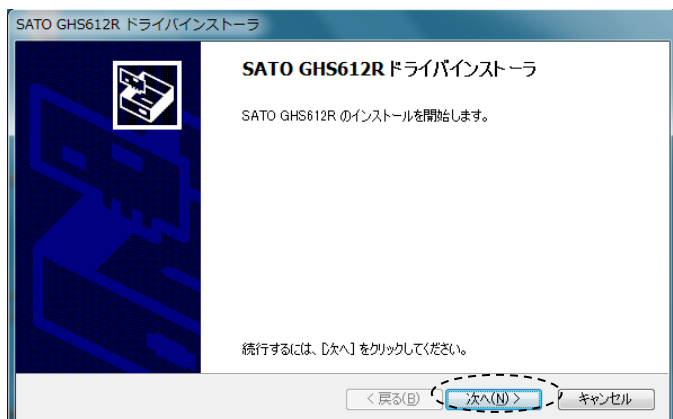 SATO GHS612R ドライバインストーラ
SATO GHS612R ドライバインストーラ
SATO GHS612R のインストールを開始します。
続行するには、[次へ] をクリックしてください。
< 戻る(B)
次へ(N) >
キャンセル